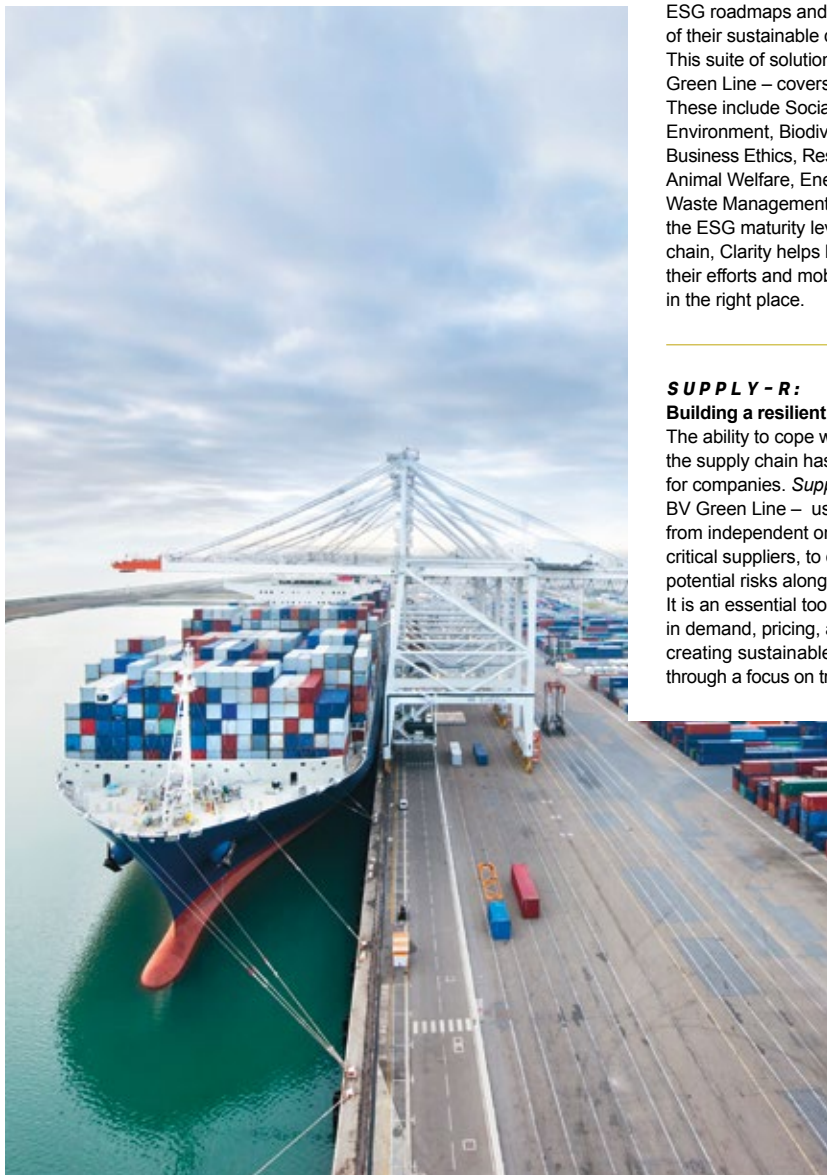 ESG roadmaps and
of their sustainable
This suite of solution
Green Line – covers
These include Socia
Environment, Biodiv
Business Ethics, Res
Animal Welfare, Ene
Waste Management
the ESG maturity lev
chain, Clarity helps
their efforts and mob
in the right place.
SUPPLY-R:
Building a resilient
The ability to cope w
the supply chain has
for companies. Supp
BV Green Line – us
from independent or
critical suppliers, to
potential risks along
It is an essential too
in demand, pricing, a
creating sustainable
through a focus on tr